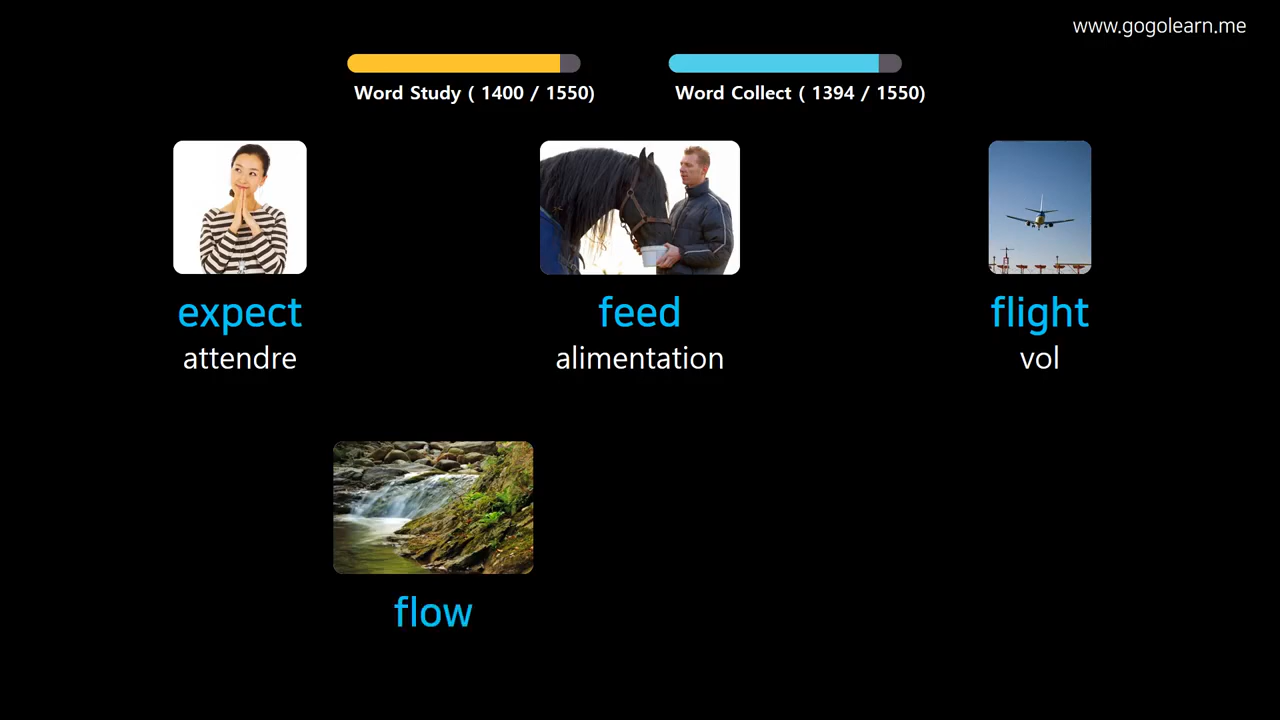 www.gogolearn.me
Word Study ( 1400 / 1550)
Word Collect ( 1394 / 1550)
expect
attendre
feed
alimentation
flight
vol
flow